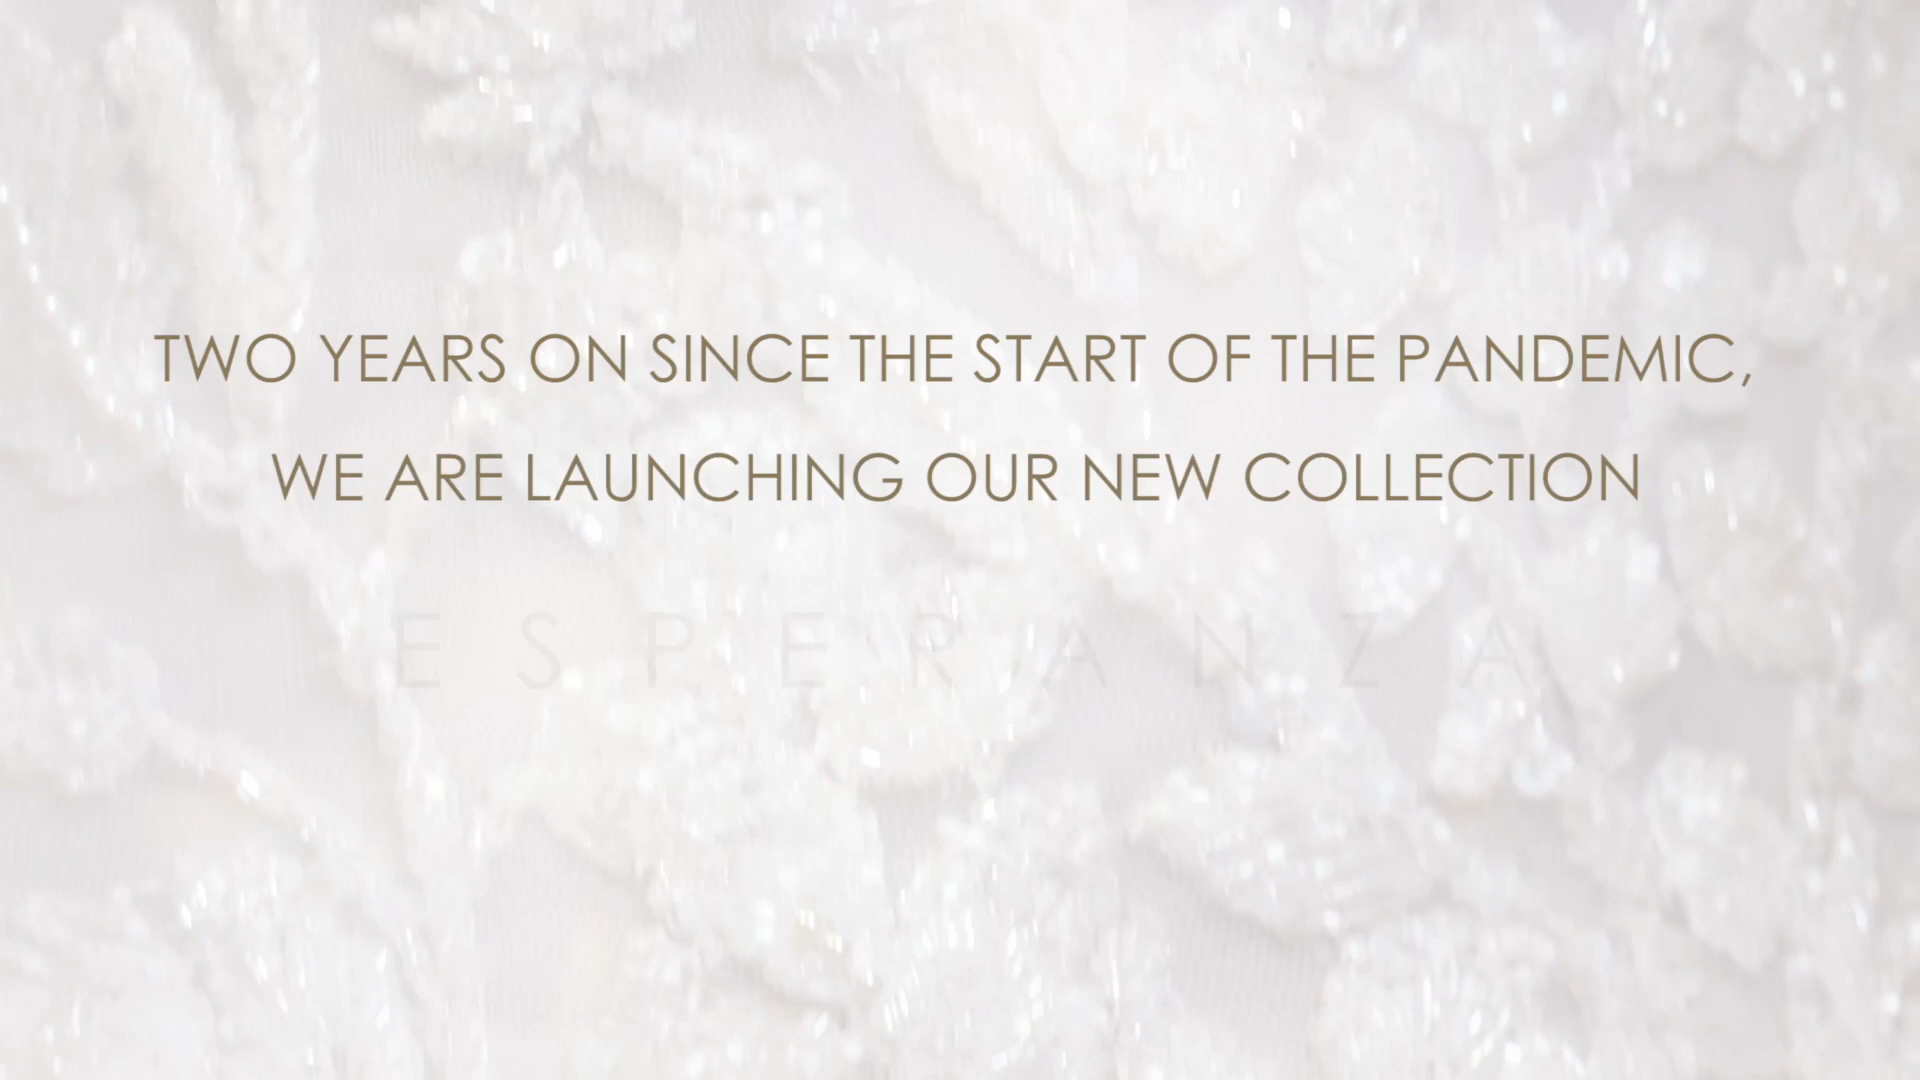 TWO YEARS ON SINCE THE START OF THE PANDEMIC,
WE ARE LAUNCHING OUR NEW COLLECTION
ESPERANZA